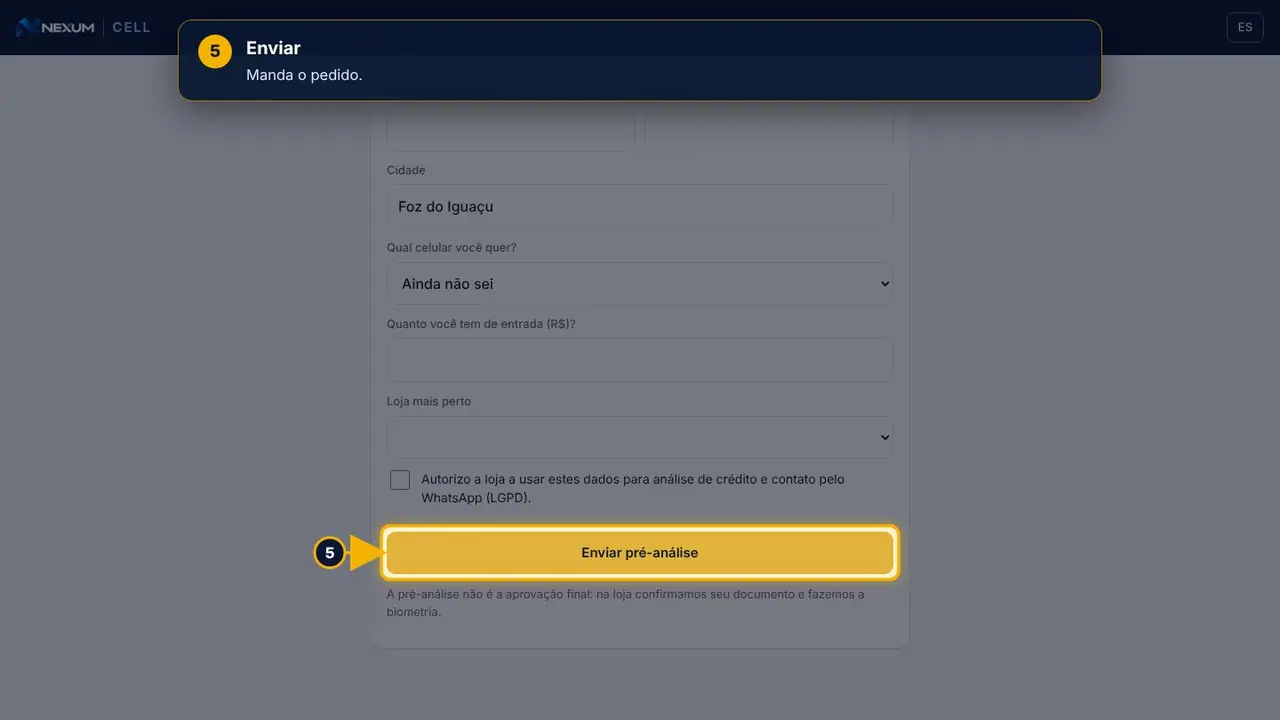 NEXUM | CELL
ES
5
Enviar
Manda o pedido.
Cidade
Foz do Iguaçu
Qual celular você quer?
Ainda não sei
Quanto você tem de entrada (R$)?
Loja mais perto
Autorizo a loja a usar estes dados para análise de crédito e contato pelo
WhatsApp (LGPD).
5
Enviar pré-análise
A pré-análise não é a aprovação final: na loja confirmamos seu documento e fazemos a
biometria.